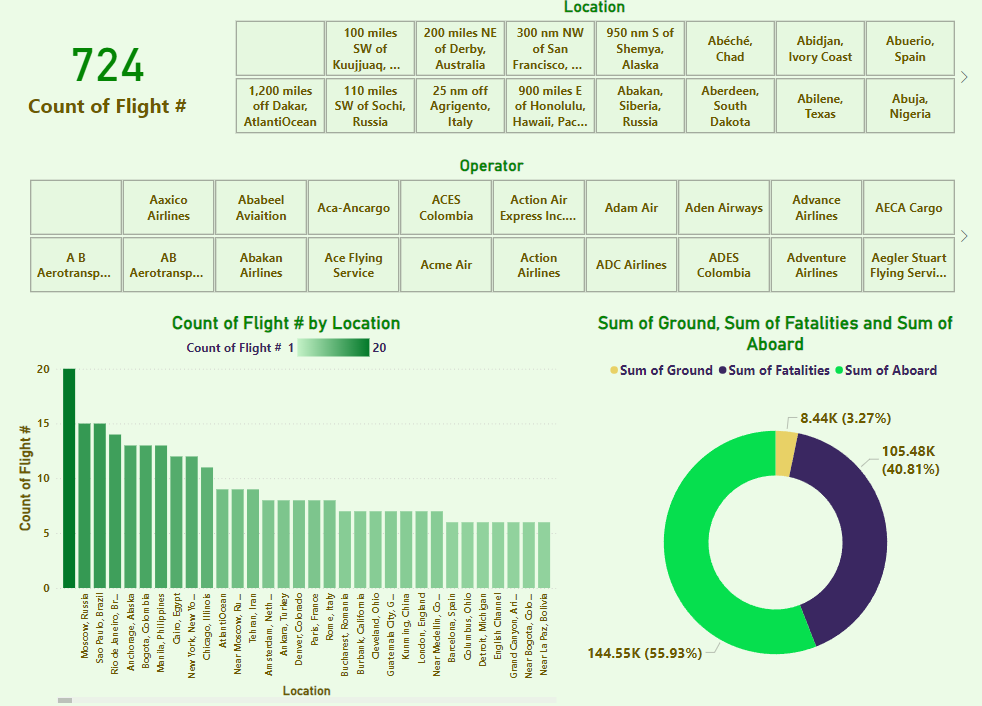 Location
724
Count of Flight #
100 miles
SW of
Kuujjuaq, ...
200 miles NE
of Derby,
Australia
300 nm NW
of San
Francisco, ...
950 nm S of
Shemya,
Alaska
Abéché,
Chad
Abidjan,
Ivory Coast
Abuerio,
Spain
1,200 miles
off Dakar,
AtlantiOcean
110 miles
SW of Sochi,
Russia
25 nm off
Agrigento,
Italy
900 miles E
of Honolulu,
Hawaii, Pac...
Abakan,
Siberia,
Russia
Aberdeen,
South
Dakota
Abilene,
Texas
Abuja,
Nigeria
Operator
Aaxico
Airlines
Ababeel
Aviaition
Aca-Ancargo
ACES
Colombia
Action Air
Express Inc....
Adam Air
Aden Airways
Advance
Airlines
AECA Cargo
A B
Aerotransp...
AB
Aerotransp...
Abakan
Airlines
Ace Flying
Service
Acme Air
Action
Airlines
ADC Airlines
ADES
Colombia
Adventure
Airlines
Aegler Stuart
Flying Servi...
Count of Flight # by Location
Count of Flight # 1 20
20
15
10
5
0
Count of Flight #
Moscow, Russia
Sao Paulo, Brazil
Rio de Janeiro, Br...
Anchorage, Alaska
Bogota, Colombia
Manila, Philippines
Cairo, Egypt
New York, New Yo...
Chicago, Illinois
AtlantiOcean
Near Moscow, Ru...
Tehran, Iran
Amsterdam, Neth...
Ankara, Turkey
Denver, Colorado
Paris, France
Rome, Italy
Bucharest, Romania
Burbank, California
Cleveland, Ohio
Guatemala City, G...
Kunming, China
London, England
Near Medellin, Co...
Barcelona, Spain
Columbus, Ohio
Detroit, Michigan
English Channel
Grand Canyon, Ari...
Near Bogota, Colo...
Near La Paz, Bolivia
Location
Sum of Ground, Sum of Fatalities and Sum of
Aboard
Sum of Ground Sum of Fatalities Sum of Aboard
8.44K (3.27%)
105.48K
(40.81%)
144.55K (55.93%)